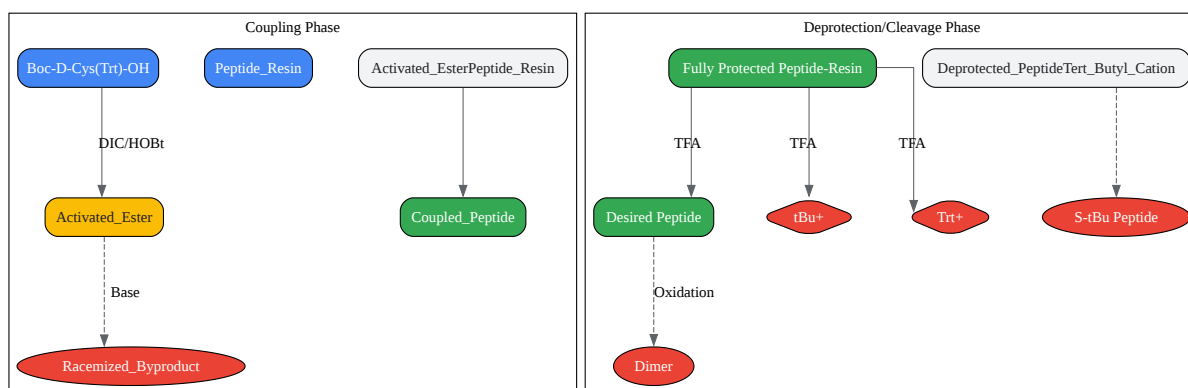 Coupling Phase
Boc-D-Cys(Trt)-OH
Peptide_Resin
Activated_EsterPeptide_Resin
DIC/HOBt
Activated_Ester
Coupled_Peptide
Base
Racemized_Byproduct
Deprotection/Cleavage Phase
Fully Protected Peptide-Resin
Deprotected_PeptideTert_Butyl_Cation
TFA
TFA
TFA
Desired Peptide
tBu+
Trt+
S-tBu Peptide
Oxidation
Dimer